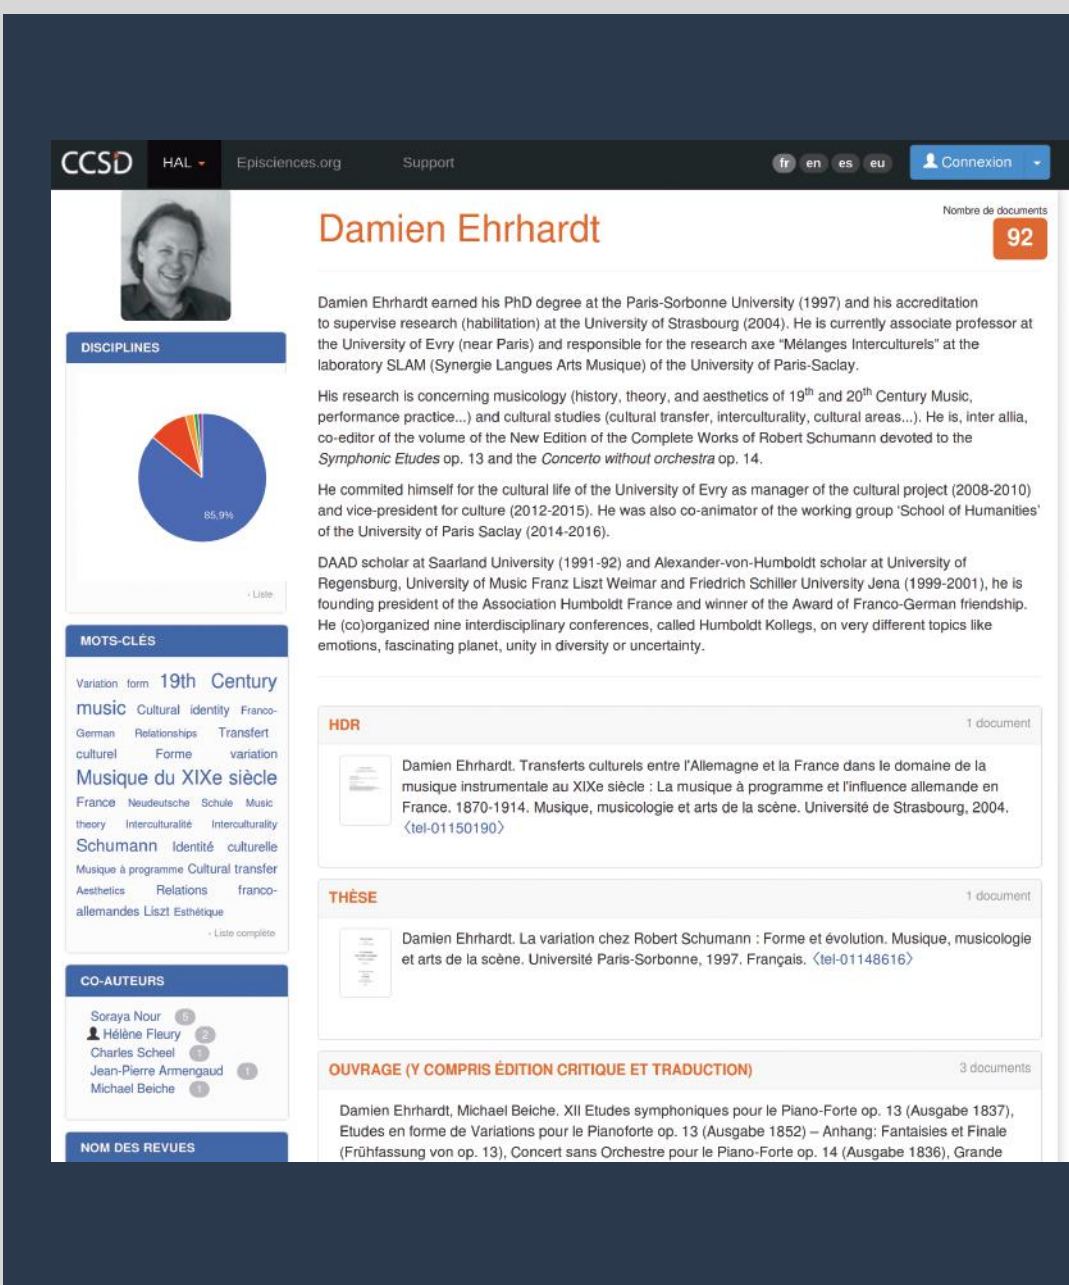 CCSD HAL Episciences.org Support fr en es eu Connexion
Damien Ehrhardt
Nombre de documents
92
Damien Ehrhardt earned his PhD degree at the Paris-Sorbonne University (1997) and his accreditation
to supervise research (habilitation) at the University of Strasbourg (2004). He is currently associate professor at
the University of Evry (near Paris) and responsible for the research axe “Mélanges Interculturels” at the
laboratory SLAM (Synergie Langues Arts Musique) of the University of Paris-Saclay.
His research is concerning musicology (history, theory, and aesthetics of 19th and 20th Century Music,
performance practice...) and cultural studies (cultural transfer, interculturality, cultural areas...). He is, inter allia,
co-editor of the volume of the New Edition of the Complete Works of Robert Schumann devoted to the
Symphonic Etudes op. 13 and the Concerto without orchestra op. 14.
He commited himself for the cultural life of the University of Evry as manager of the cultural project (2008-2010)
and vice-president for culture (2012-2015). He was also co-animator of the working group ‘School of Humanities’
of the University of Paris Saclay (2014-2016).
DAAD scholar at Saarland University (1991-92) and Alexander-von-Humboldt scholar at University of
Regensburg, University of Music Franz Liszt Weimar and Friedrich Schiller University Jena (1999-2001), he is
founding president of the Association Humboldt France and winner of the Award of Franco-German friendship.
He (co)organized nine interdisciplinary conferences, called Humboldt Kollegs, on very different topics like
emotions, fascinating planet, unity in diversity or uncertainty.
DISCIPLINES
85,9%
- Liste
MOTS-CLÉS
Variation form 19th Century
music Cultural identity Franco-
German Relationships Transfert
culturel Forme variation
Musique du XIXe siècle
France Neudeutsche Schule Music
theory Interculturalité Interculturality
Schumann Identité culturelle
Musique à programme Cultural transfer
Aesthetics Relations franco-
allemandes Liszt Esthétique
- Liste complète
CO-AUTEURS
Soraya Nour 5
Hélène Fleury 2
Charles Scheel 1
Jean-Pierre Armengaud 1
Michael Beiche 1
NOM DES REVUES
HDR 1 document
Damien Ehrhardt. Transferts culturels entre l'Allemagne et la France dans le domaine de la
musique instrumentale au XIXe siècle : La musique à programme et l'influence allemande en
France. 1870-1914. Musique, musicologie et arts de la scène. Université de Strasbourg, 2004.
〈tel-01150190〉
THÈSE 1 document
Damien Ehrhardt. La variation chez Robert Schumann : Forme et évolution. Musique, musicologie
et arts de la scène. Université Paris-Sorbonne, 1997. Français. 〈tel-01148616〉
OUVRAGE (Y COMPRIS ÉDITION CRITIQUE ET TRADUCTION) 3 documents
Damien Ehrhardt, Michael Beiche. XII Etudes symphoniques pour le Piano-Forte op. 13 (Ausgabe 1837),
Etudes en forme de Variations pour le Pianoforte op. 13 (Ausgabe 1852) – Anhang: Fantaisies et Finale
(Frühfassung von op. 13), Concert sans Orchestre pour le Piano-Forte op. 14 (Ausgabe 1836), Grande